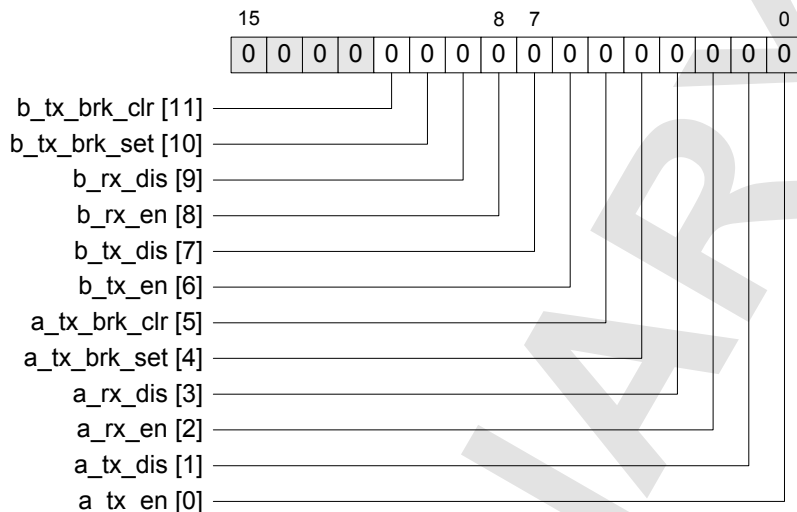 15 8 7 0
0 0 0 0 0 0 0 0 0 0 0 0 0 0 0 0
b_tx_brk_clr [11]
b_tx_brk_set [10]
b_rx_dis [9]
b_rx_en [8]
b_tx_dis [7]
b_tx_en [6]
a_tx_brk_clr [5]
a_tx_brk_set [4]
a_rx_dis [3]
a_rx_en [2]
a_tx_dis [1]
a_tx_en [0]